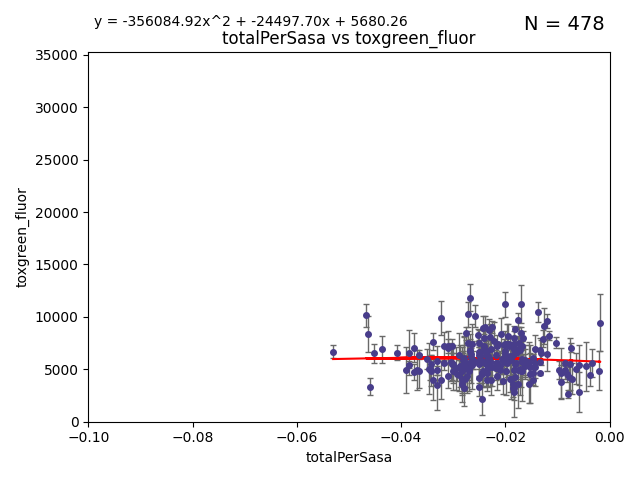 y = -356084.92x^2 + -24497.70x + 5680.26
N = 478
totalPerSasa vs toxgreen_fluor
toxgreen_fluor
35000
30000
25000
20000
15000
10000
5000
0
−0.10
−0.08
−0.06
−0.04
−0.02
0.00
totalPerSasa